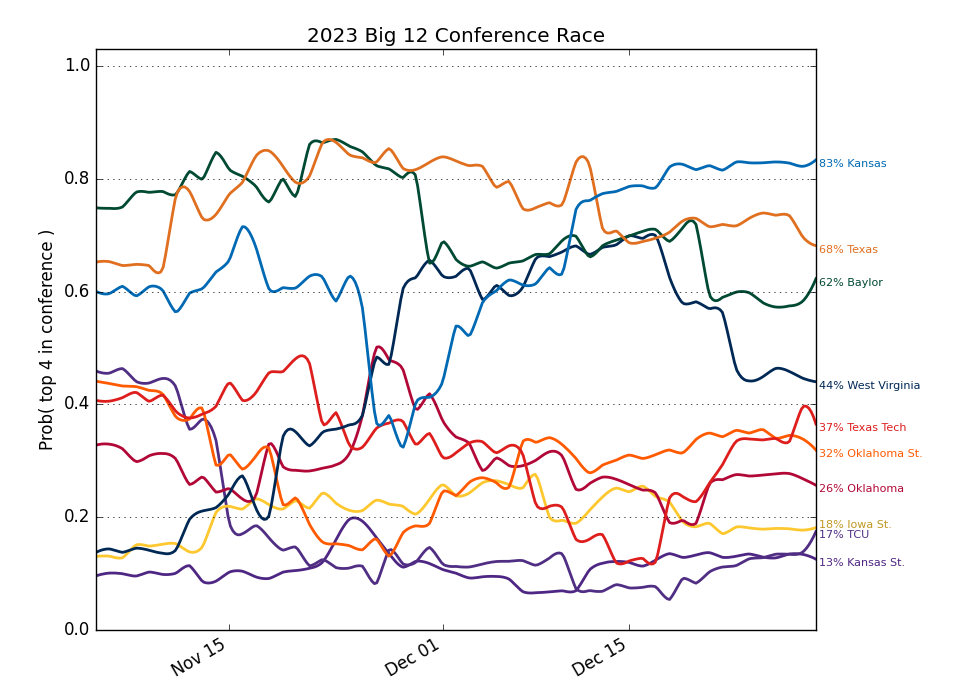 2023 Big 12 Conference Race
1.0
0.8
0.6
0.4
0.2
0.0
Prob( top 4 in conference )
Nov 15
Dec 01
Dec 15
83% Kansas
68% Texas
62% Baylor
44% West Virginia
37% Texas Tech
32% Oklahoma St.
26% Oklahoma
18% Iowa St.
17% TCU
13% Kansas St.